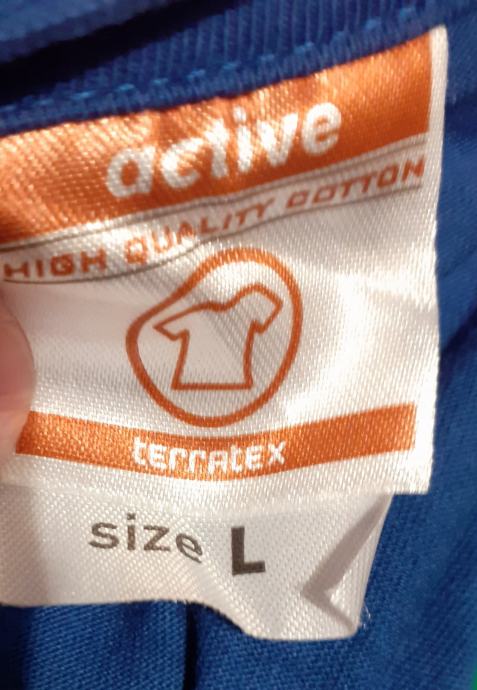 active
HIGH QUALITY COTTON
terratex
size L